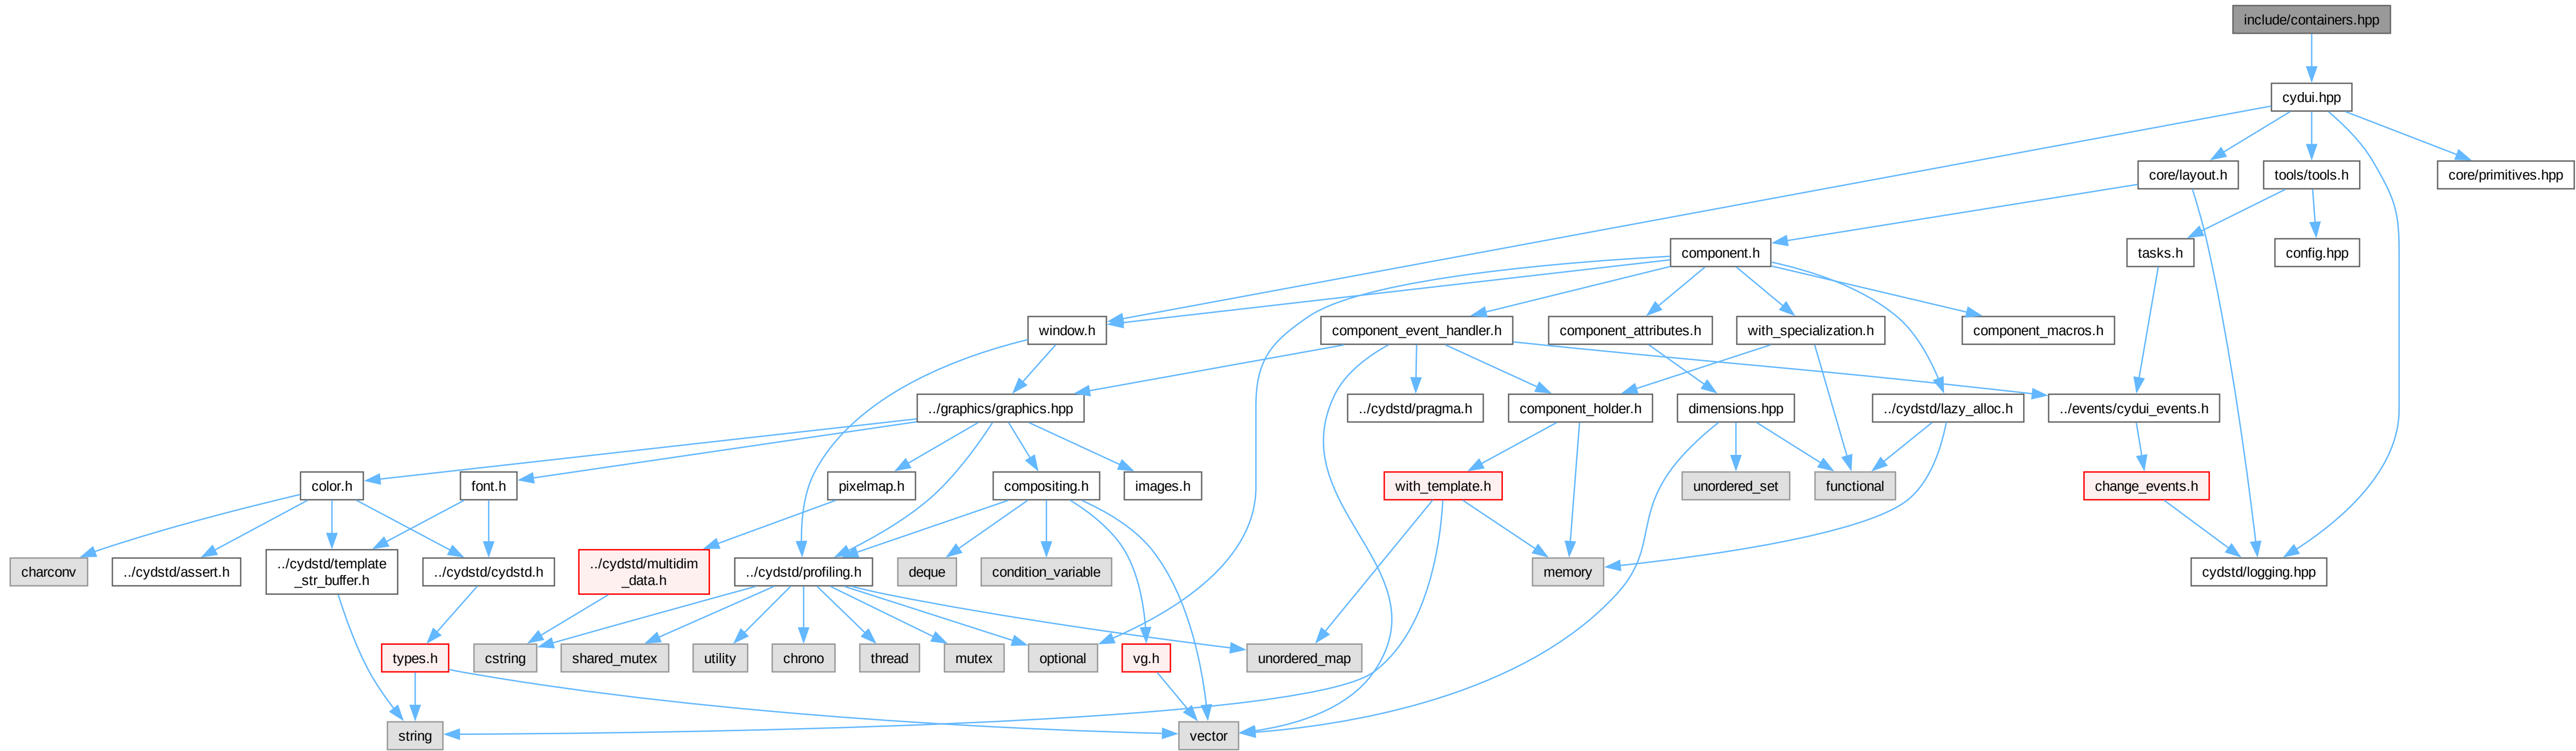 include/containers.hpp
cydui.hpp
core/layout.h
tools/tools.h
core/primitives.hpp
component.h
tasks.h
config.hpp
window.h
component_event_handler.h
component_attributes.h
with_specialization.h
component_macros.h
../graphics/graphics.hpp
../cydstd/pragma.h
component_holder.h
dimensions.hpp
../cydstd/lazy_alloc.h
../events/cydui_events.h
color.h
font.h
pixelmap.h
compositing.h
images.h
with_template.h
unordered_set
functional
change_events.h
charconv
../cydstd/assert.h
../cydstd/template
_str_buffer.h
../cydstd/cydstd.h
../cydstd/multidim
_data.h
../cydstd/profiling.h
deque
condition_variable
memory
cydstd/logging.hpp
types.h
cstring
shared_mutex
utility
chrono
thread
mutex
optional
vg.h
unordered_map
string
vector